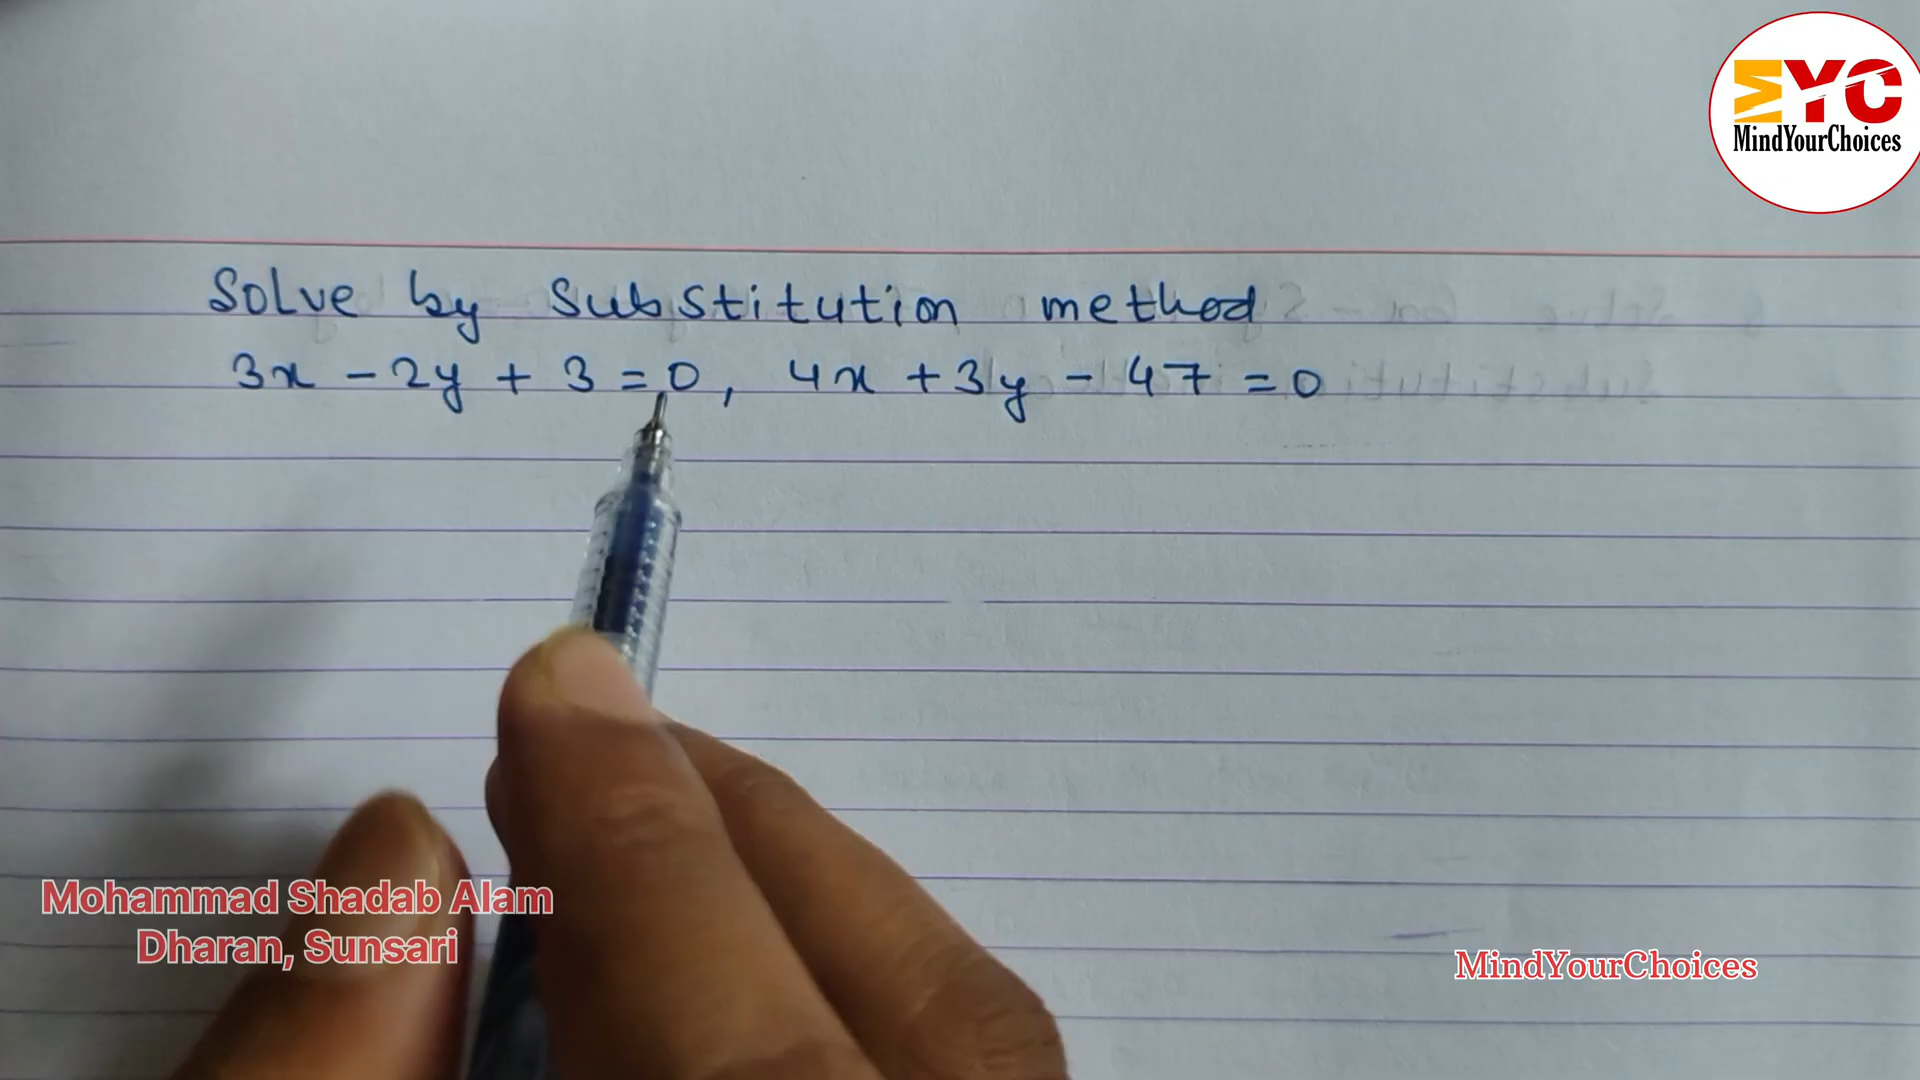 MYC
MindYourChoices
Solve by Substitution method
3x - 2y + 3 = 0, 4x + 3y - 47 = 0
Mohammad Shadab Alam
Dharan, Sunsari
MindYourChoices